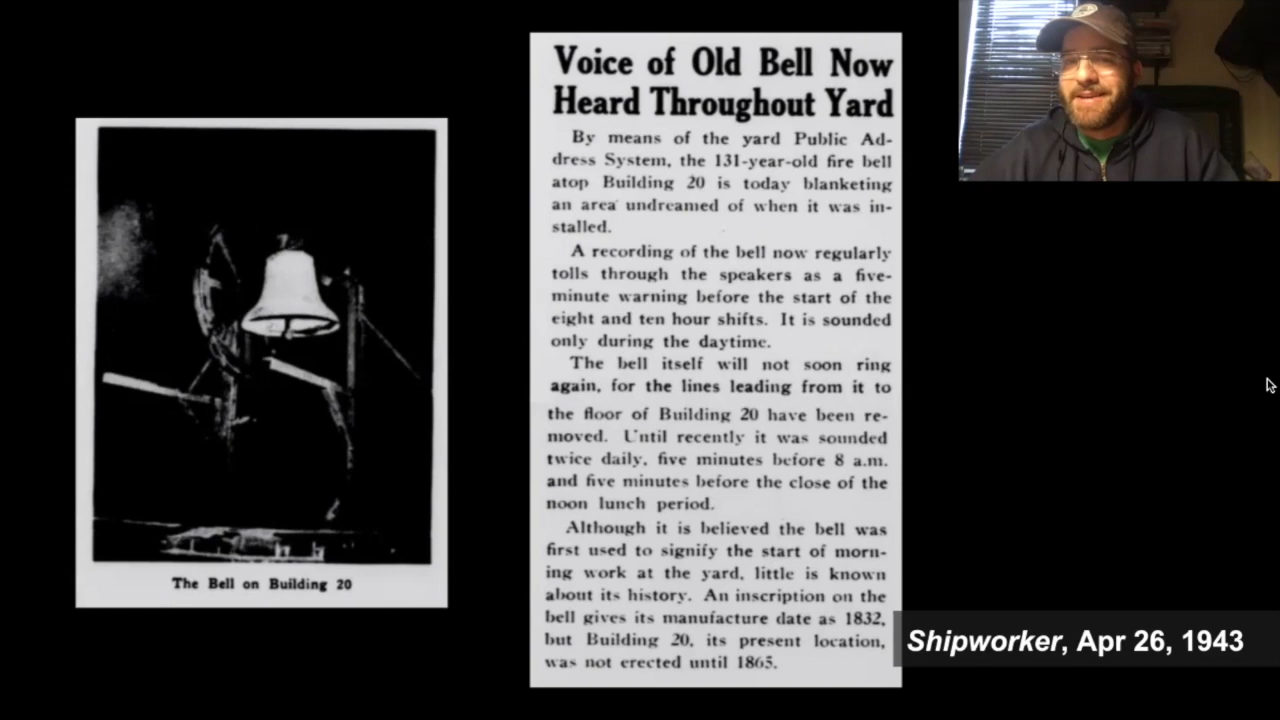 The Bell on Building 20
Voice of Old Bell Now
Heard Throughout Yard
By means of the yard Public Ad-
dress System, the 131-year-old fire bell
atop Building 20 is today blanketing
an area undreamed of when it was in-
stalled.
A recording of the bell now regularly
tolls through the speakers as a five-
minute warning before the start of the
eight and ten hour shifts. It is sounded
only during the daytime.
The bell itself will not soon ring
again, for the lines leading from it to
the floor of Building 20 have been re-
moved. Until recently it was sounded
twice daily, five minutes before 8 a.m.
and five minutes before the close of the
noon lunch period.
Although it is believed the bell was
first used to signify the start of morn-
ing work at the yard, little is known
about its history. An inscription on the
bell gives its manufacture date as 1832,
but Building 20, its present location,
was not erected until 1865.
Shipworker, Apr 26, 1943